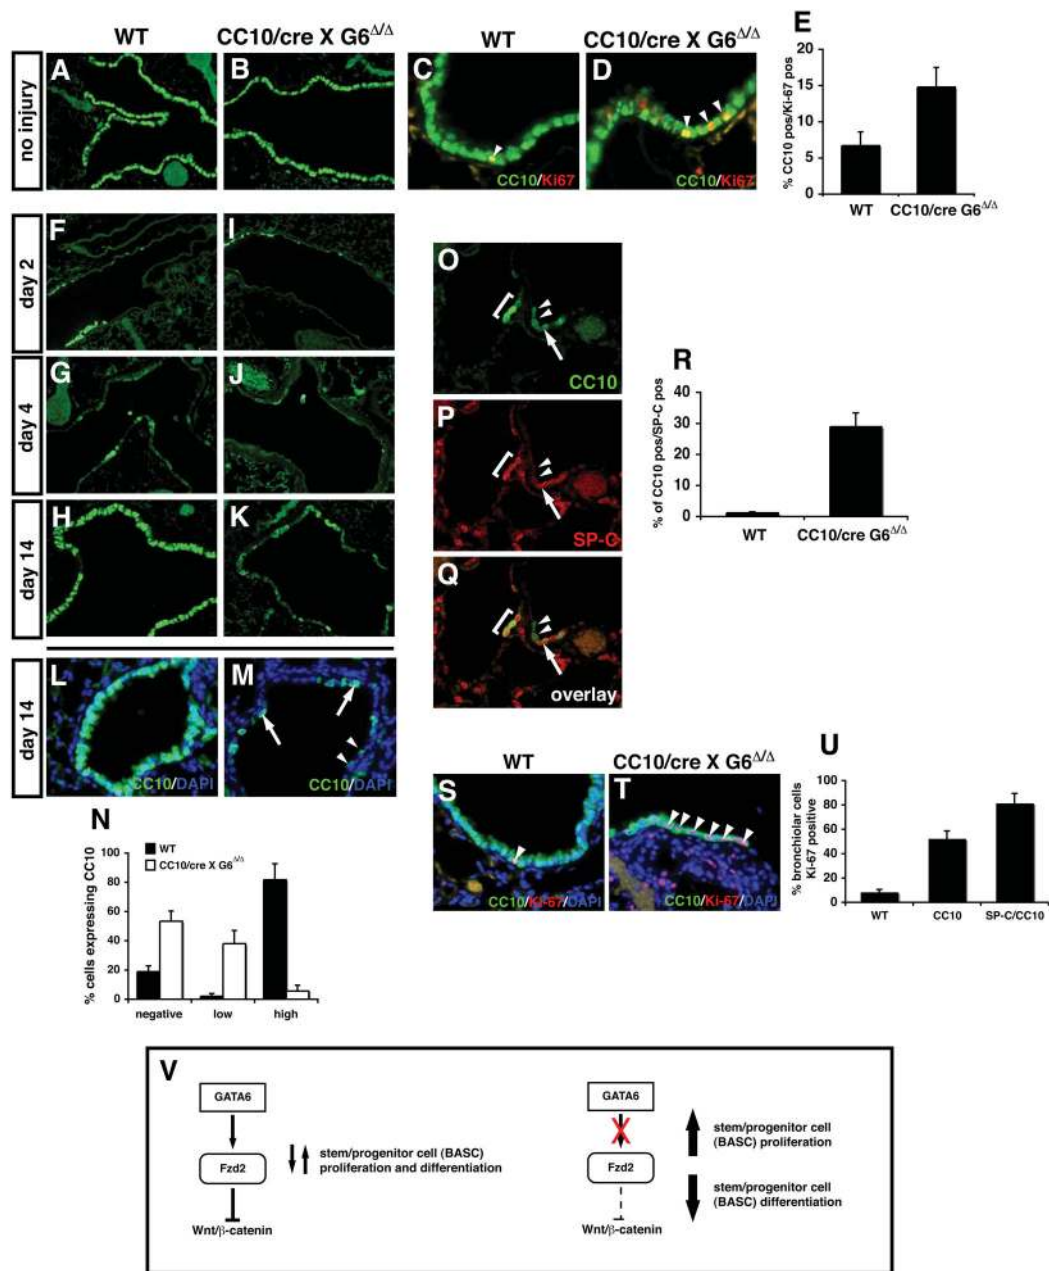 WT
CC10/cre X G6Δ/Δ
WT
CC10/cre X G6Δ/Δ
no injury
A
B
C
CC10/Ki67
D
CC10/Ki67
E
% CC10 pos/Ki-67 pos
20
15
10
5
0
WT
CC10/cre G6Δ/Δ
day 2
F
I
day 4
G
J
day 14
H
K
day 14
L
CC10/DAPI
M
CC10/DAPI
N
% cells expressing CC10
100
80
60
40
20
0
WT
CC10/cre X G6Δ/Δ
negative
low
high
O
CC10
P
SP-C
Q
overlay
R
% of CC10 pos/SP-C pos
40
30
20
10
0
WT
CC10/cre G6Δ/Δ
WT
CC10/cre X G6Δ/Δ
S
CC10/Ki-67/DAPI
T
CC10/Ki-67/DAPI
U
% bronchiolar cells
Ki-67 positive
100
80
60
40
20
0
WT
CC10
SP-C/CC10
V
GATA6
Fzd2
Wnt/β-catenin
stem/progenitor cell (BASC)
proliferation and differentiation
GATA6
X
Fzd2
Wnt/β-catenin
stem/progenitor cell
(BASC) proliferation
stem/progenitor cell
(BASC) differentiation